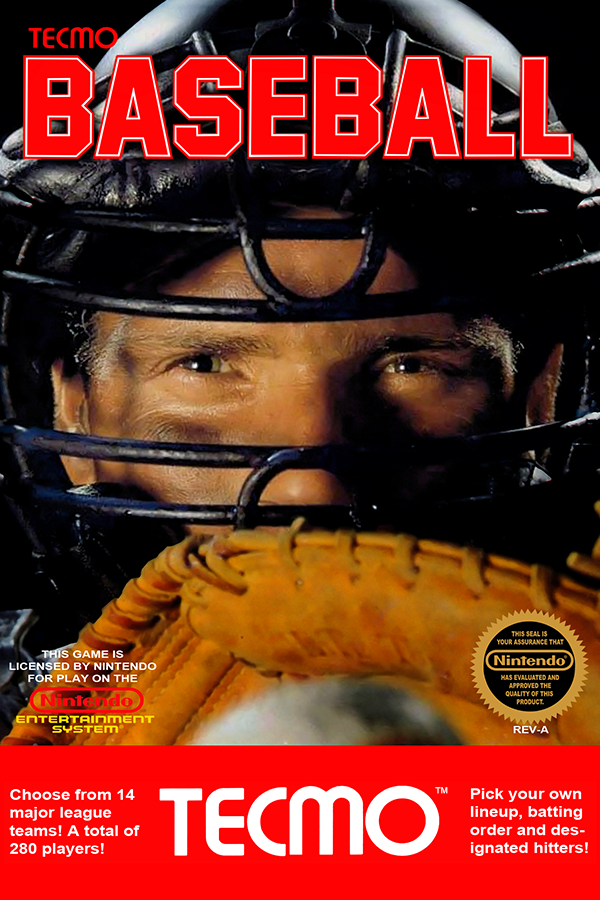 TECMO
BASEBALL
THIS GAME IS
LICENSED BY NINTENDO
FOR PLAY ON THE
Nintendo
ENTERTAINMENT
SYSTEM®
THIS SEAL IS
YOUR ASSURANCE THAT
Nintendo®
HAS EVALUATED AND
APPROVED THE
QUALITY OF THIS
PRODUCT.
REV-A
Choose from 14
major league
teams! A total of
280 players!
TECMO™
Pick your own
lineup, batting
order and des-
ignated hitters!